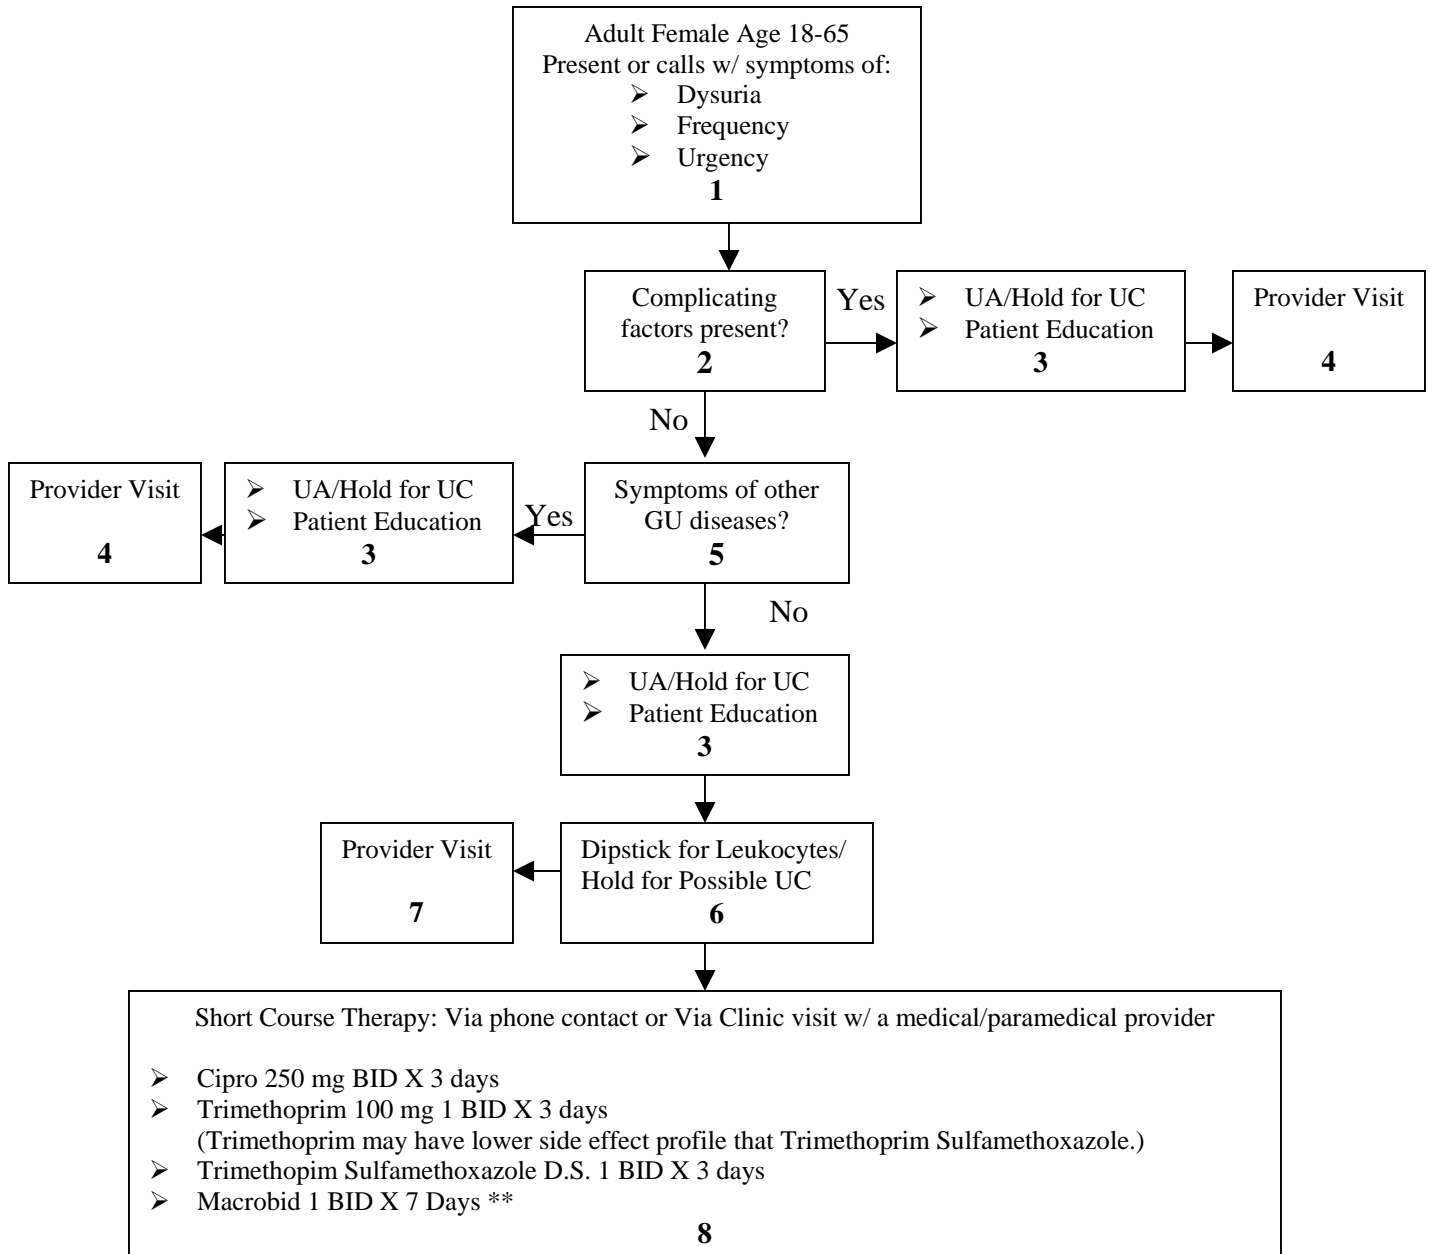 Adult Female Age 18-65
Present or calls w/ symptoms of:
➢ Dysuria
➢ Frequency
➢ Urgency
1
Complicating
factors present?
2
Yes
➢ UA/Hold for UC
➢ Patient Education
3
Provider Visit
4
No
Provider Visit
4
➢ UA/Hold for UC
➢ Patient Education
3
Yes
Symptoms of other
GU diseases?
5
No
➢ UA/Hold for UC
➢ Patient Education
3
Provider Visit
7
Dipstick for Leukocytes/
Hold for Possible UC
6
Short Course Therapy: Via phone contact or Via Clinic visit w/ a medical/paramedical provider
➢ Cipro 250 mg BID X 3 days
➢ Trimethoprim 100 mg 1 BID X 3 days
(Trimethoprim may have lower side effect profile that Trimethoprim Sulfamethoxazole.)
➢ Trimethopim Sulfamethoxazole D.S. 1 BID X 3 days
➢ Macrobid 1 BID X 7 Days **
8